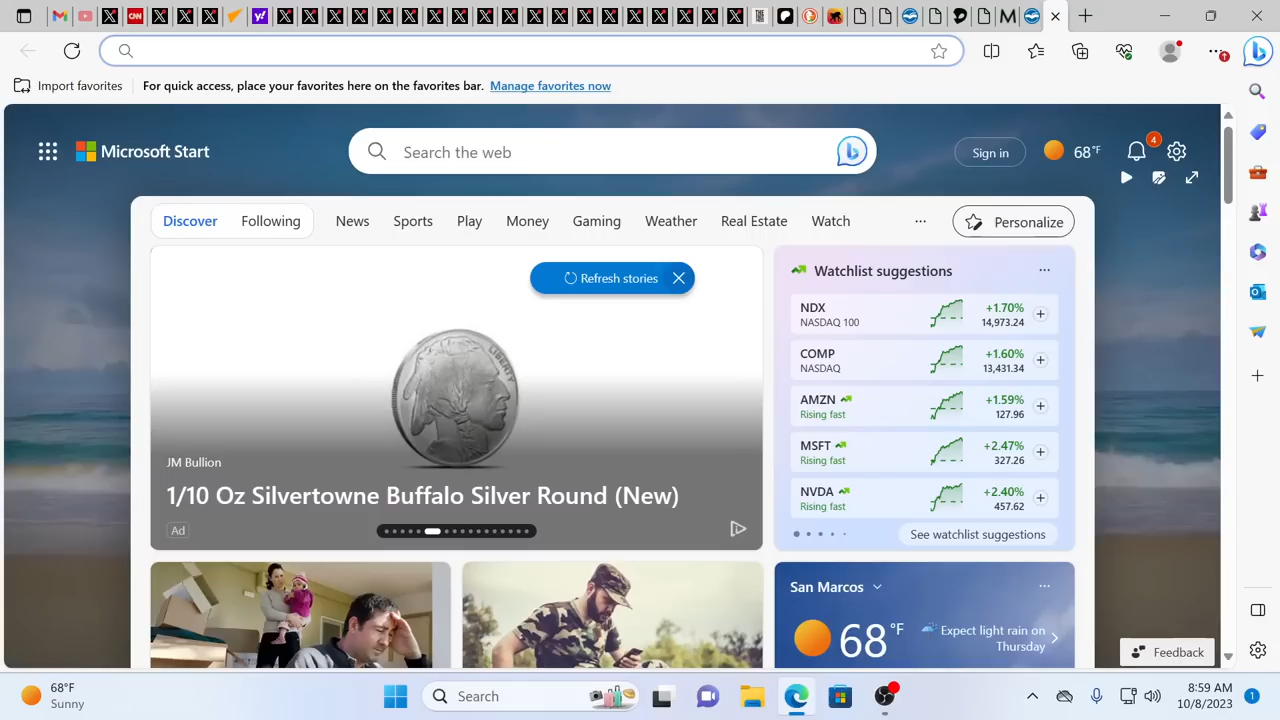 CNN
Import favorites
For quick access, place your favorites here on the favorites bar. Manage favorites now
Microsoft Start
Search the web
Sign in
68°F
4
Discover
Following
News
Sports
Play
Money
Gaming
Weather
Real Estate
Watch
...
Personalize
Refresh stories
LIBERTY
JM Bullion
1/10 Oz Silvertowne Buffalo Silver Round (New)
Ad
Watchlist suggestions
NDX
NASDAQ 100
+1.70%
14,973.24
COMP
NASDAQ
+1.60%
13,431.34
AMZN
Rising fast
+1.59%
127.96
MSFT
Rising fast
+2.47%
327.26
NVDA
Rising fast
+2.40%
457.62
See watchlist suggestions
San Marcos
68°F
Expect light rain on
Thursday
Feedback
68°F
Sunny
Search
8:59 AM
10/8/2023
1